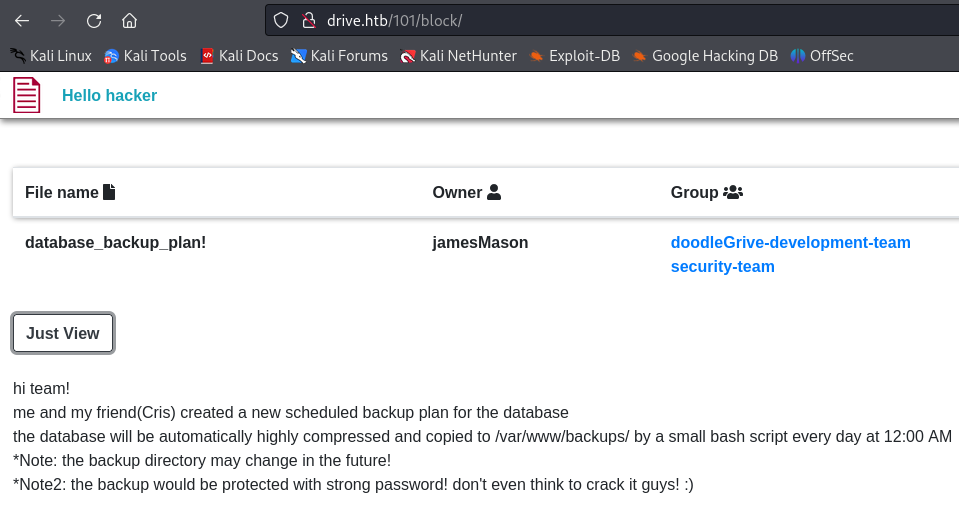 drive.htb/101/block/
Kali Linux Kali Tools Kali Docs Kali Forums Kali NetHunter Exploit-DB Google Hacking DB OffSec
Hello hacker
File name Owner Group
database_backup_plan! jamesMason doodleGrive-development-team
security-team
Just View
hi team!
me and my friend(Cris) created a new scheduled backup plan for the database
the database will be automatically highly compressed and copied to /var/www/backups/ by a small bash script every day at 12:00 AM
*Note: the backup directory may change in the future!
*Note2: the backup would be protected with strong password! don't even think to crack it guys! :)